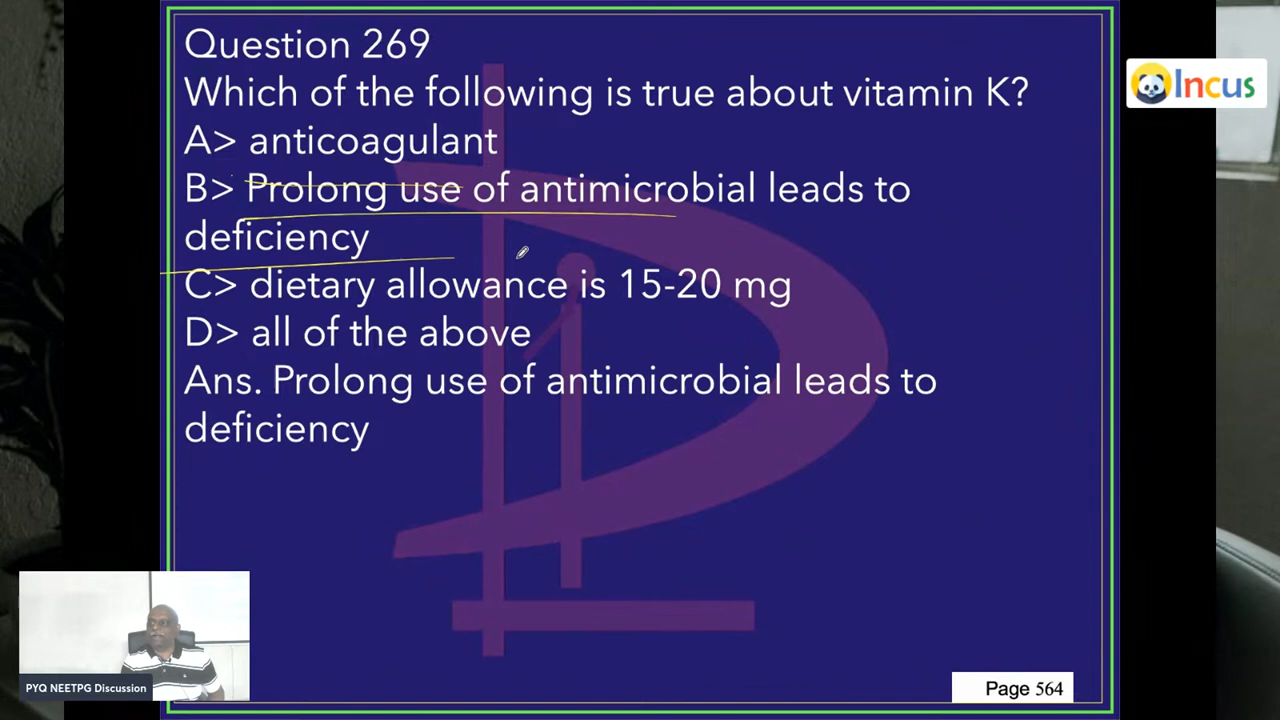 Question 269
Which of the following is true about vitamin K?
A> anticoagulant
B> Prolong use of antimicrobial leads to
deficiency
C> dietary allowance is 15-20 mg
D> all of the above
Ans. Prolong use of antimicrobial leads to
deficiency
Incus
PYQ NEETPG Discussion
Page 564